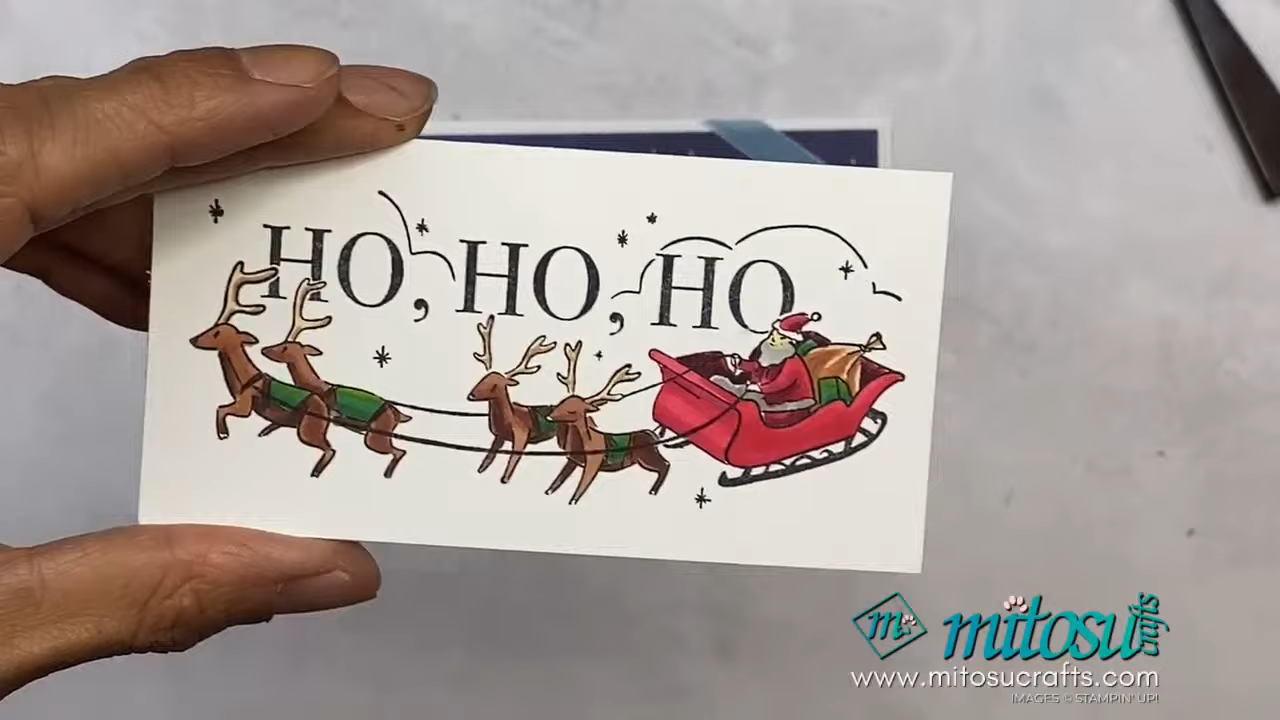 HO, HO, HO
m
mitosu crafts
www.mitosucrafts.com
IMAGES © STAMPIN' UP!